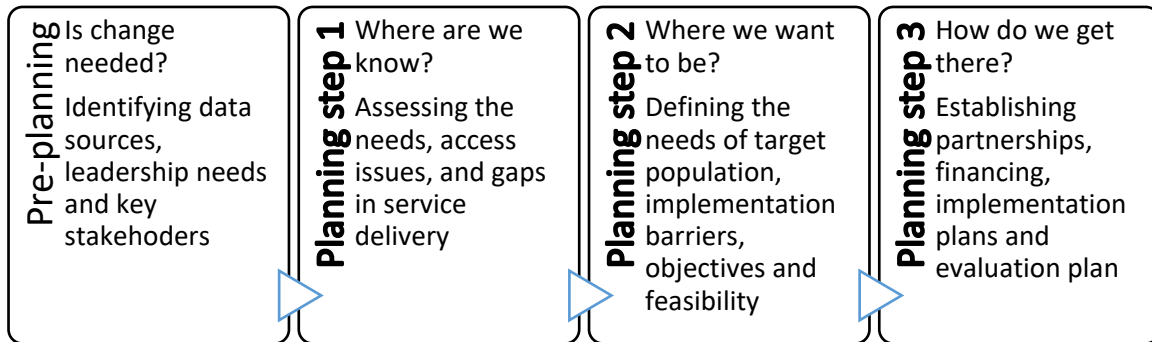 Pre-planning
Is change
needed?
Identifying data
sources,
leadership needs
and key
stakehoders
Planning step 1
Where are we
know?
Assessing the
needs, access
issues, and gaps
in service
delivery
Planning step 2
Where we want
to be?
Defining the
needs of target
population,
implementation
barriers,
objectives and
feasibility
Planning step 3
How do we get
there?
Establishing
partnerships,
financing,
implementation
plans and
evaluation plan